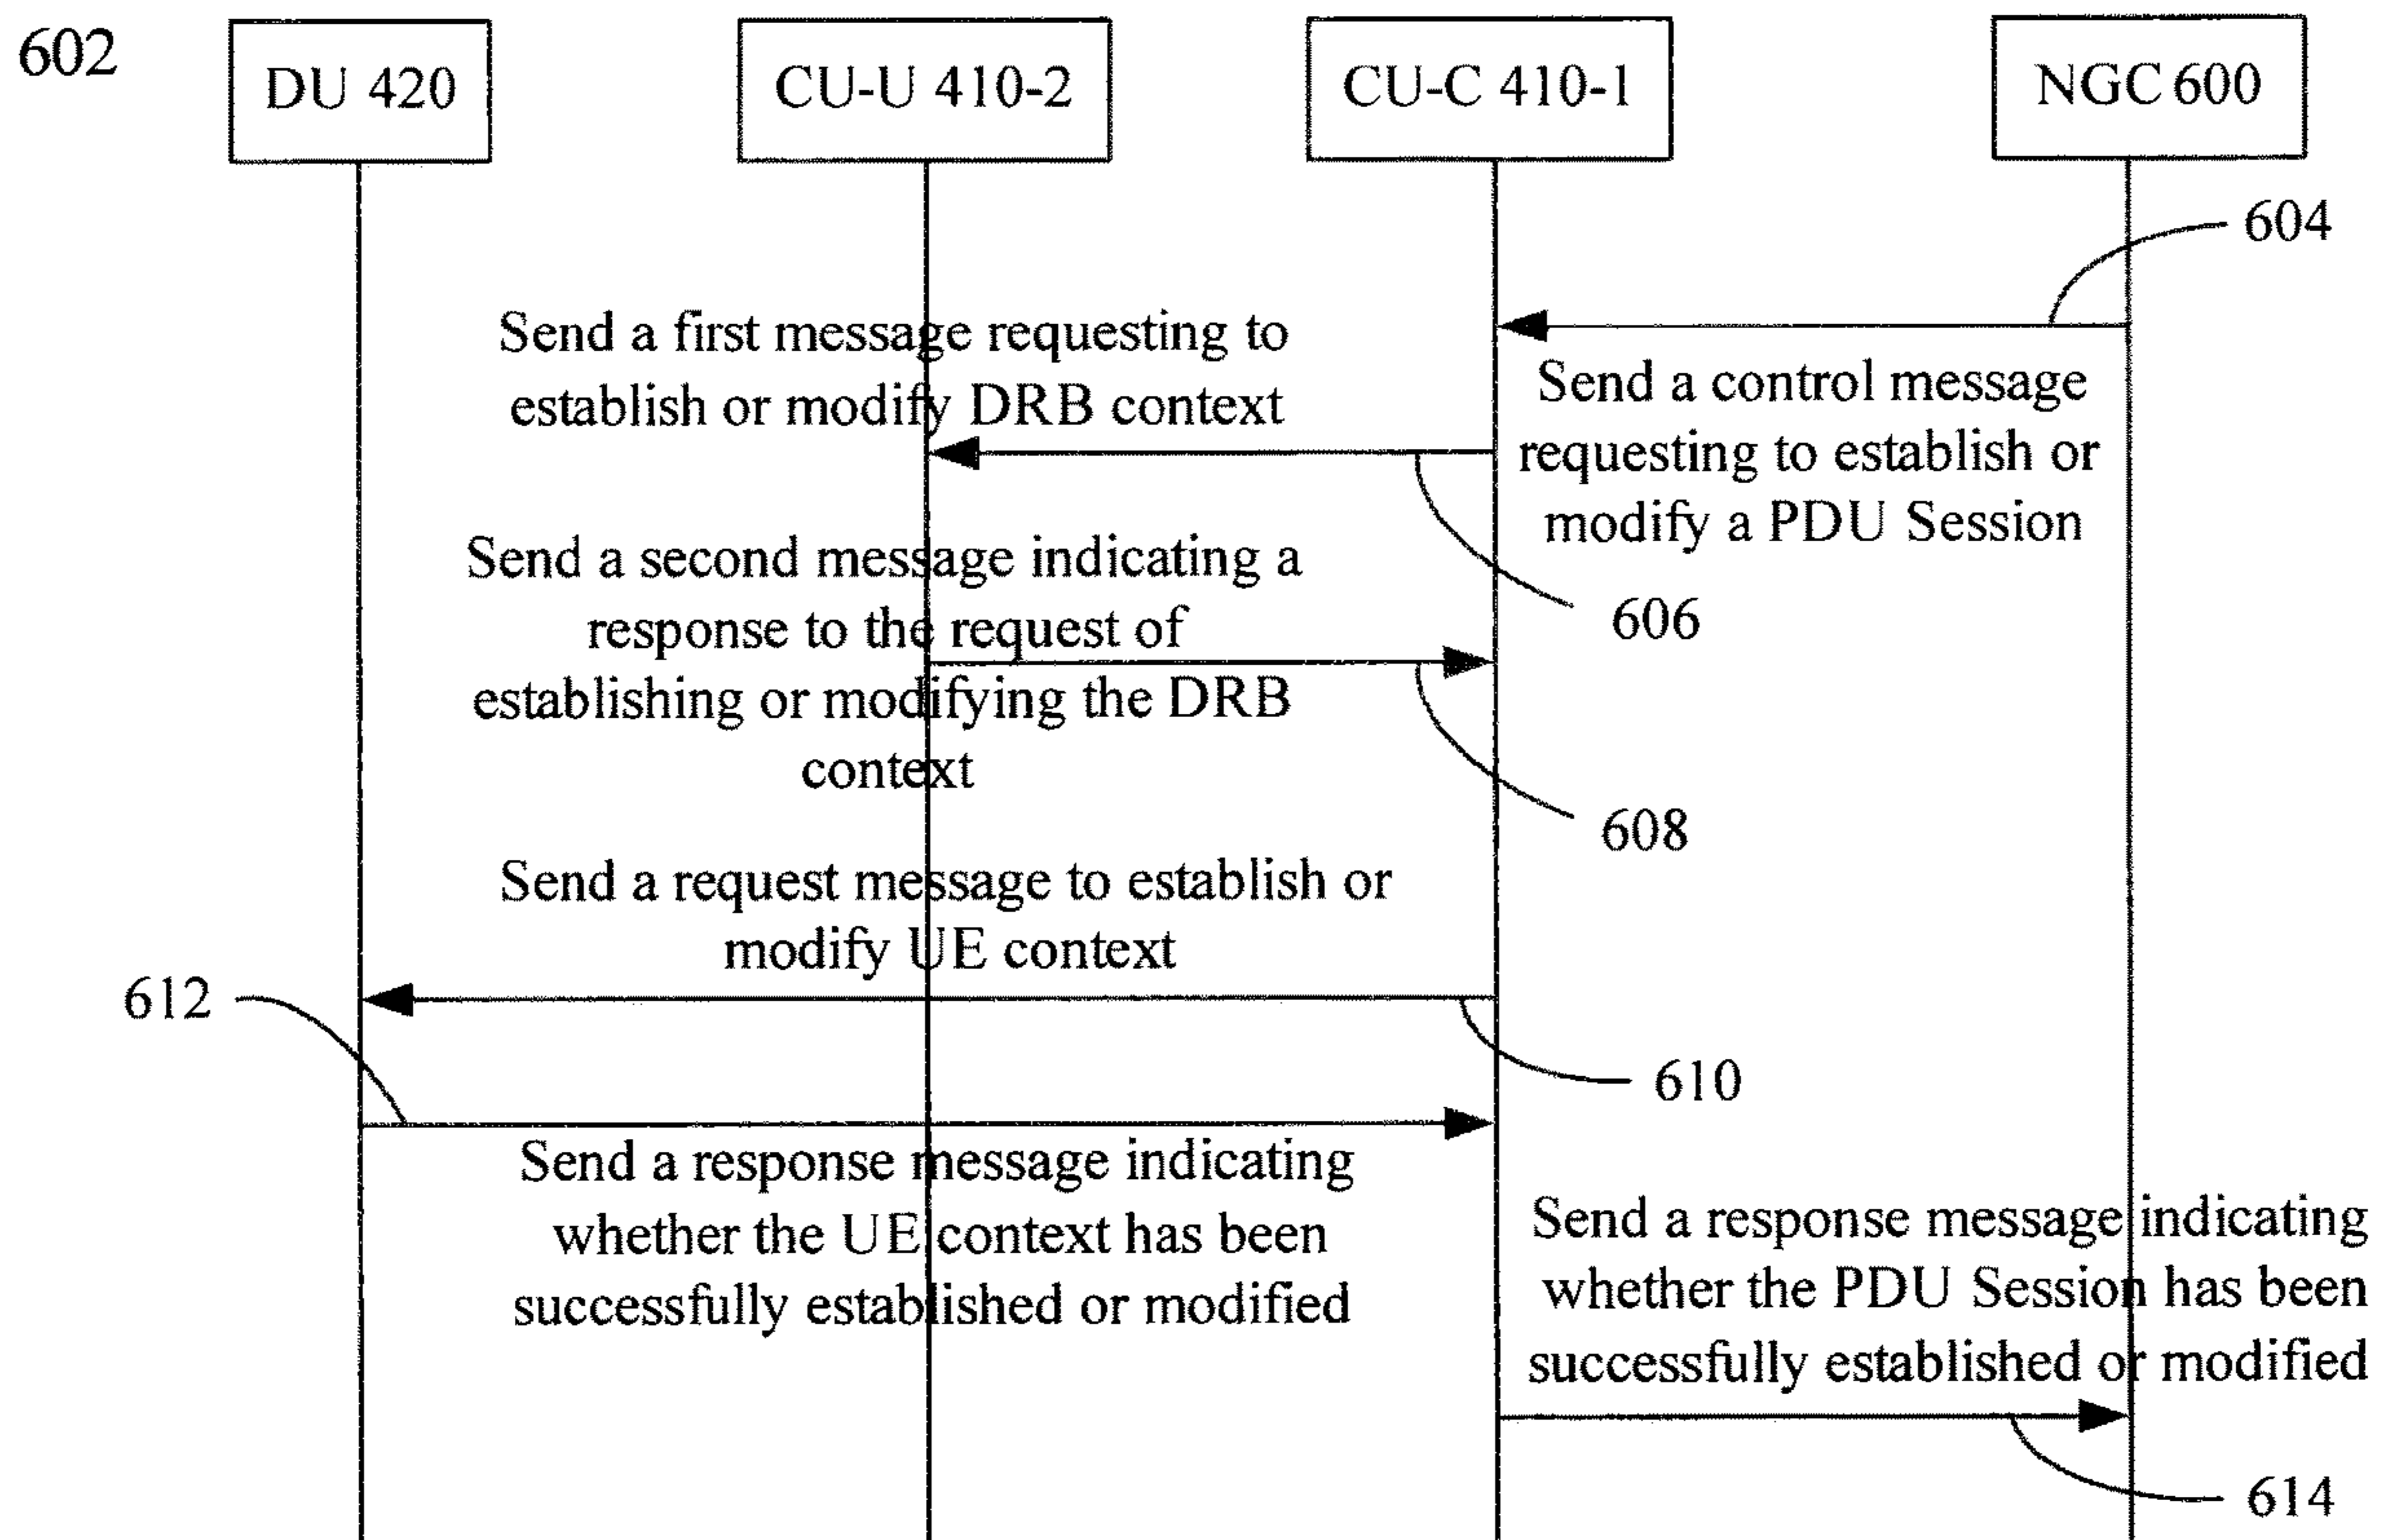 602
DU 420
CU-U 410-2
CU-C 410-1
NGC 600
604
Send a first message requesting to
establish or modify DRB context
Send a control message
requesting to establish or
modify a PDU Session
606
Send a second message indicating a
response to the request of
establishing or modifying the DRB
context
608
Send a request message to establish or
modify UE context
612
610
Send a response message indicating
whether the UE context has been
successfully established or modified
Send a response message indicating
whether the PDU Session has been
successfully established or modified
614